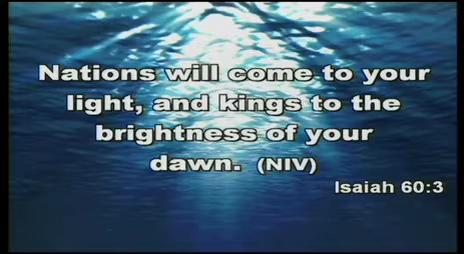 Nations will come to your
light, and kings to the
brightness of your
dawn. (NIV)
Isaiah 60:3